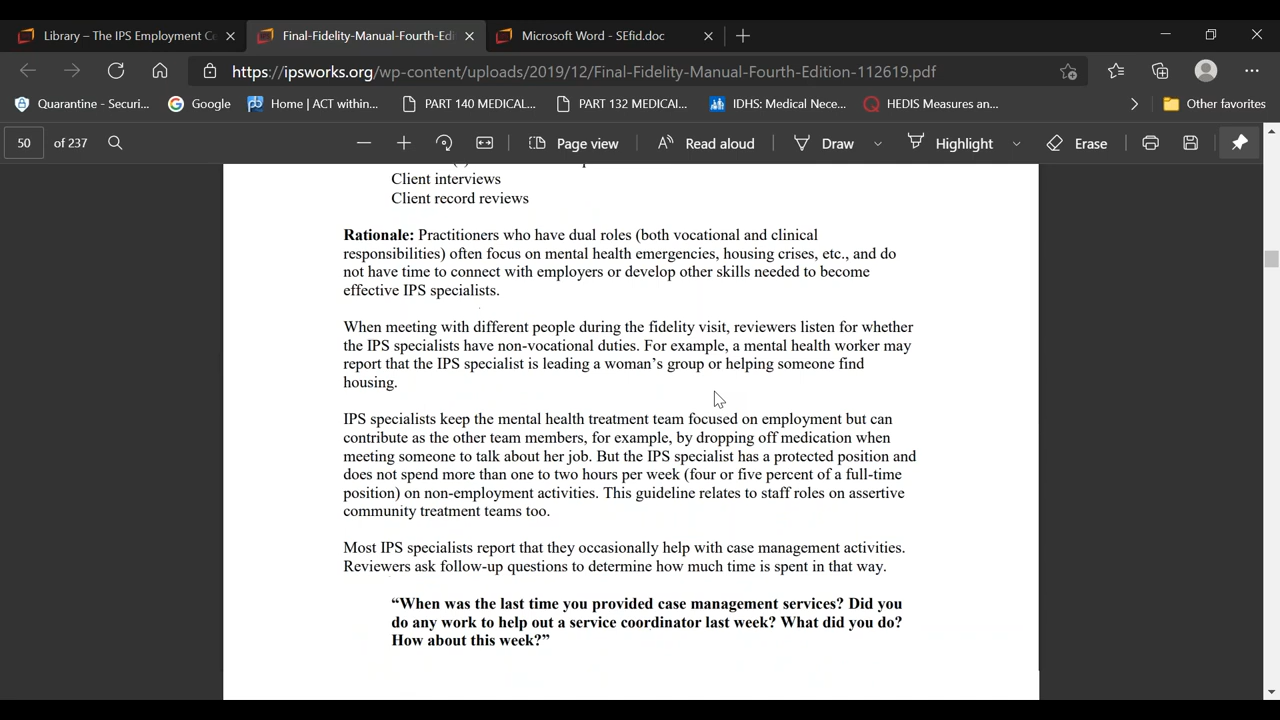 Library – The IPS Employment Ce
Final-Fidelity-Manual-Fourth-Edi
Microsoft Word - SEfid.doc
https://ipsworks.org/wp-content/uploads/2019/12/Final-Fidelity-Manual-Fourth-Edition-112619.pdf
Quarantine - Securi...
Google
Home | ACT within...
PART 140 MEDICAL...
PART 132 MEDICAI...
IDHS: Medical Nece...
HEDIS Measures an...
Other favorites
50 of 237
Page view
Read aloud
Draw
Highlight
Erase
Client interviews
Client record reviews
Rationale: Practitioners who have dual roles (both vocational and clinical
responsibilities) often focus on mental health emergencies, housing crises, etc., and do
not have time to connect with employers or develop other skills needed to become
effective IPS specialists.
When meeting with different people during the fidelity visit, reviewers listen for whether
the IPS specialists have non-vocational duties. For example, a mental health worker may
report that the IPS specialist is leading a woman’s group or helping someone find
housing.
IPS specialists keep the mental health treatment team focused on employment but can
contribute as the other team members, for example, by dropping off medication when
meeting someone to talk about her job. But the IPS specialist has a protected position and
does not spend more than one to two hours per week (four or five percent of a full-time
position) on non-employment activities. This guideline relates to staff roles on assertive
community treatment teams too.
Most IPS specialists report that they occasionally help with case management activities.
Reviewers ask follow-up questions to determine how much time is spent in that way.
“When was the last time you provided case management services? Did you
do any work to help out a service coordinator last week? What did you do?
How about this week?”